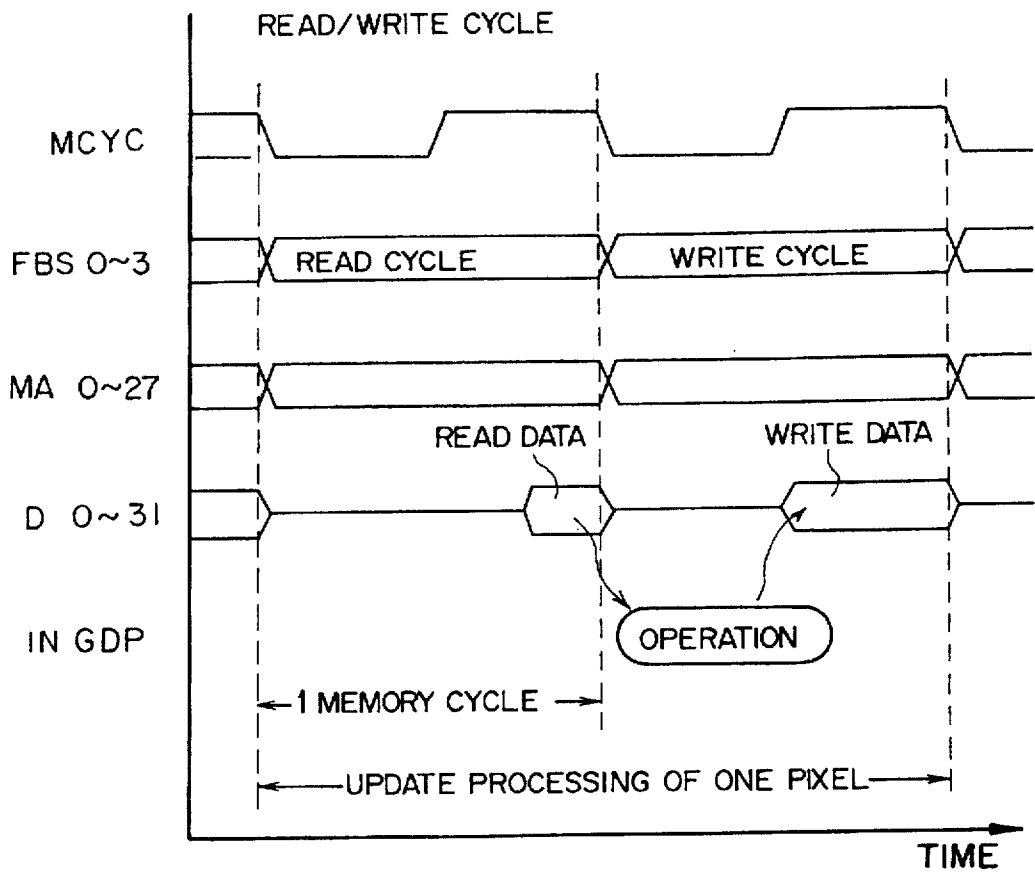 READ/WRITE CYCLE
MCYC
FBS 0~3
READ CYCLE
WRITE CYCLE
MA 0~27
READ DATA
WRITE DATA
D 0~31
IN GDP
OPERATION
1 MEMORY CYCLE
UPDATE PROCESSING OF ONE PIXEL
TIME